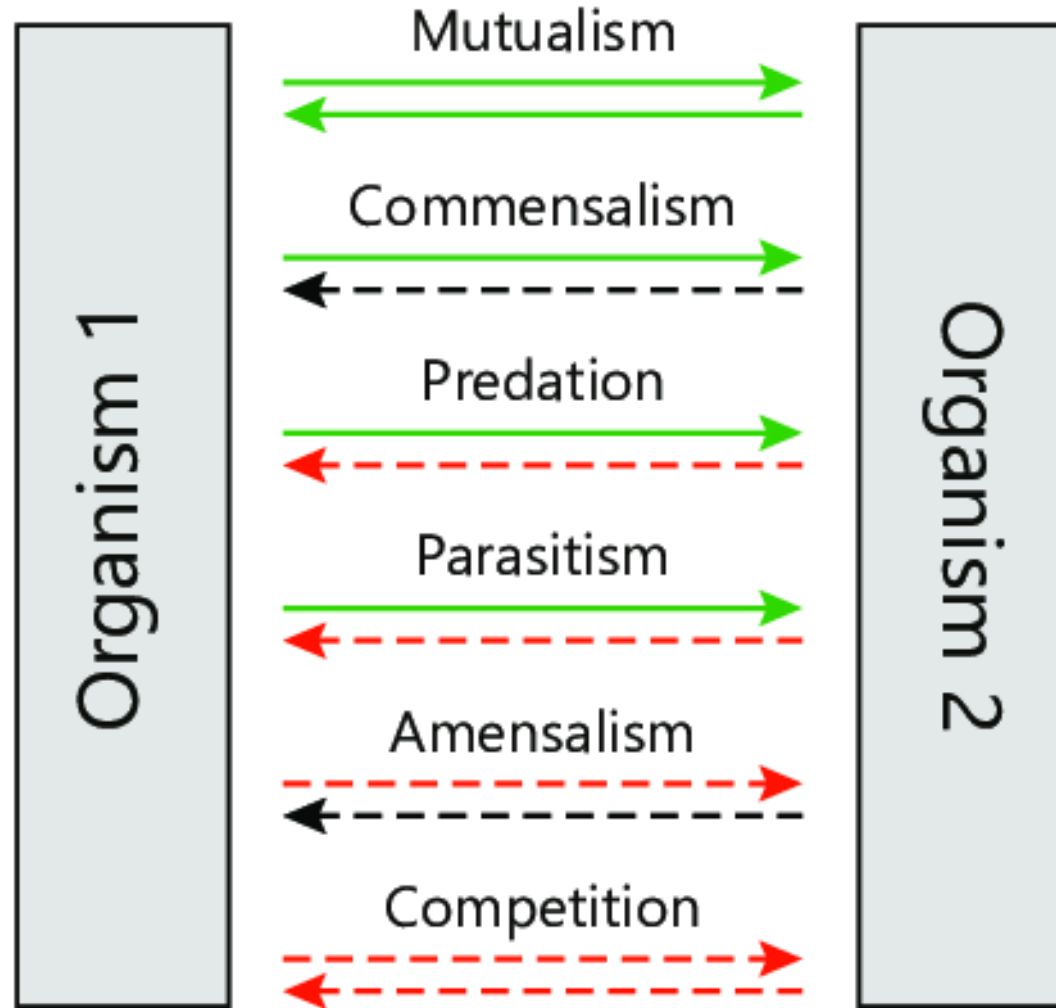 Organism 1
Mutualism
Commensalism
Predation
Parasitism
Amensalism
Competition
Organism 2